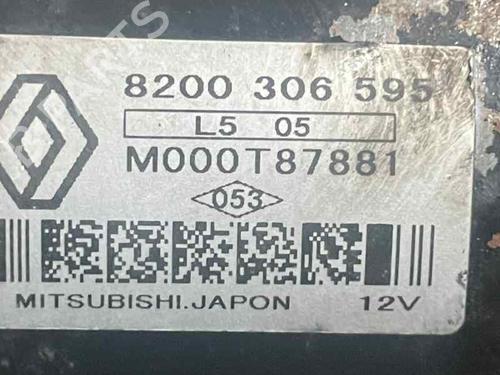 8200 306 595
L5 05
M000T87881
053
MITSUBISHI.JAPON 12V